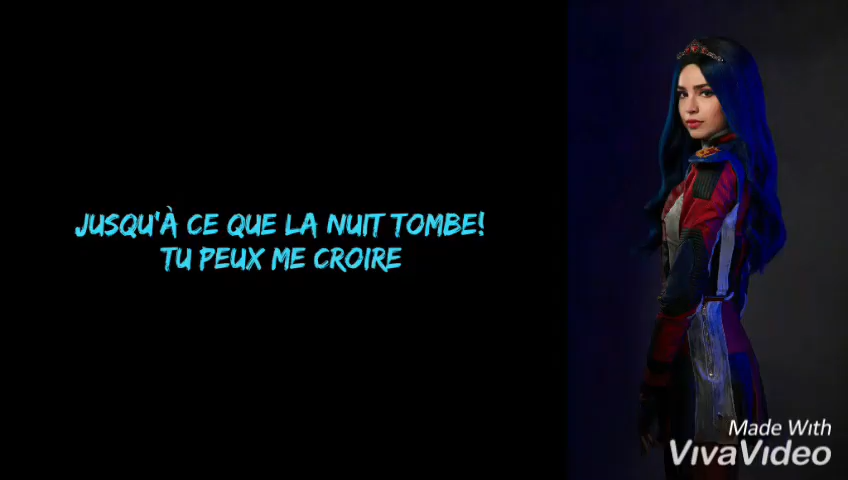 JUSQU'À CE QUE LA NUIT TOMBE!
TU PEUX ME CROIRE
Made With
VivaVideo